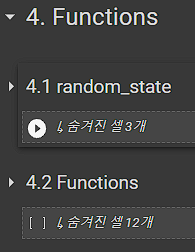 4. Functions
4.1 random_state
↳ 숨겨진 셀 3개
4.2 Functions
[ ] ↳ 숨겨진 셀 12개